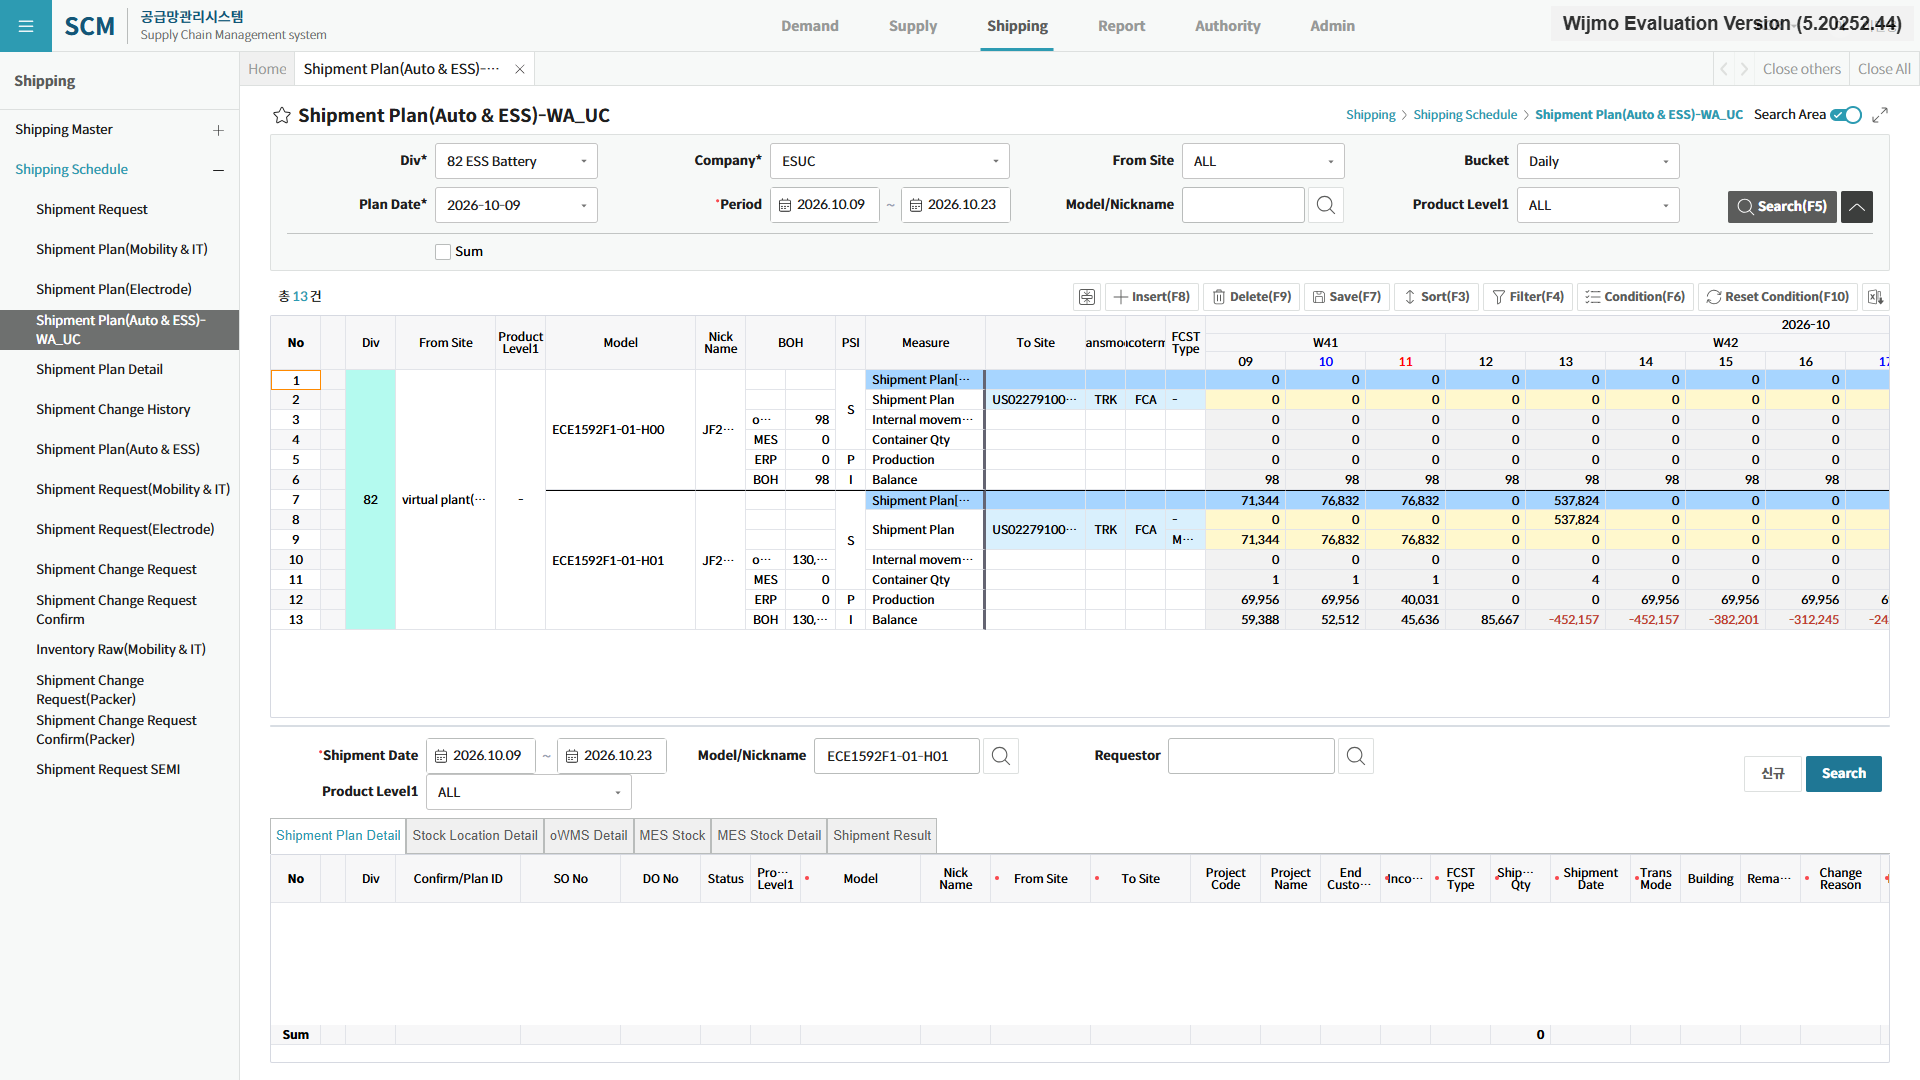 SCM
공급망관리시스템
Supply Chain Management system
Demand
Supply
Shipping
Report
Authority
Admin
Wijmo Evaluation Version (5.20252.44)
Shipping
Home
Shipment Plan(Auto & ESS)-···
Close others
Close All
Shipping Master
Shipping Schedule
Shipment Request
Shipment Plan(Mobility & IT)
Shipment Plan(Electrode)
Shipment Plan(Auto & ESS)-
WA_UC
Shipment Plan Detail
Shipment Change History
Shipment Plan(Auto & ESS)
Shipment Request(Mobility & IT)
Shipment Request(Electrode)
Shipment Change Request
Shipment Change Request
Confirm
Inventory Raw(Mobility & IT)
Shipment Change
Request(Packer)
Shipment Change Request
Confirm(Packer)
Shipment Request SEMI
Shipment Plan(Auto & ESS)-WA_UC
Shipping > Shipping Schedule > Shipment Plan(Auto & ESS)-WA_UC
Search Area
Div* 82 ESS Battery
Company* ESUC
From Site ALL
Bucket Daily
Plan Date* 2026-10-09
*Period 2026.10.09 ~ 2026.10.23
Model/Nickname
Product Level1 ALL
Search(F5)
Sum
총 13 건
Insert(F8)
Delete(F9)
Save(F7)
Sort(F3)
Filter(F4)
Condition(F6)
Reset Condition(F10)
No Div From Site Product Level1 Model Nick Name BOH PSI Measure To Site ansmo icoterm FCST Type
2026-10
W41 W42
09 10 11 12 13 14 15 16 17
1 Shipment Plan[··· 0 0 0 0 0 0 0 0
2 Shipment Plan US02279100··· TRK FCA - 0 0 0 0 0 0 0 0
S
3 o··· 98 Internal movem··· 0 0 0 0 0 0 0 0
ECE1592F1-01-H00 JF2···
4 MES 0 Container Qty 0 0 0 0 0 0 0 0
5 ERP 0 P Production 0 0 0 0 0 0 0 0
6 BOH 98 I Balance 98 98 98 98 98 98 98 98
82 virtual plant(··· -
7 Shipment Plan[··· 71,344 76,832 76,832 0 537,824 0 0 0
8 - 0 0 0 0 537,824 0 0 0
Shipment Plan US02279100··· TRK FCA
9 M··· 71,344 76,832 76,832 0 0 0 0 0
S
10 o··· 130,··· Internal movem··· 0 0 0 0 0 0 0 0
ECE1592F1-01-H01 JF2···
11 MES 0 Container Qty 1 1 1 0 4 0 0 0
12 ERP 0 P Production 69,956 69,956 40,031 0 0 69,956 69,956 69,956 6
13 BOH 130,··· I Balance 59,388 52,512 45,636 85,667 -452,157 -452,157 -382,201 -312,245 -24
*Shipment Date 2026.10.09 ~ 2026.10.23
Model/Nickname ECE1592F1-01-H01
Requestor
신규
Search
Product Level1 ALL
Shipment Plan Detail
Stock Location Detail
oWMS Detail
MES Stock
MES Stock Detail
Shipment Result
No Div Confirm/Plan ID SO No DO No Status Pro··· Level1 Model Nick Name From Site To Site Project Code Project Name End Custo··· Inco··· FCST Type Ship··· Qty Shipment Date Trans Mode Building Rema··· Change Reason
Sum 0